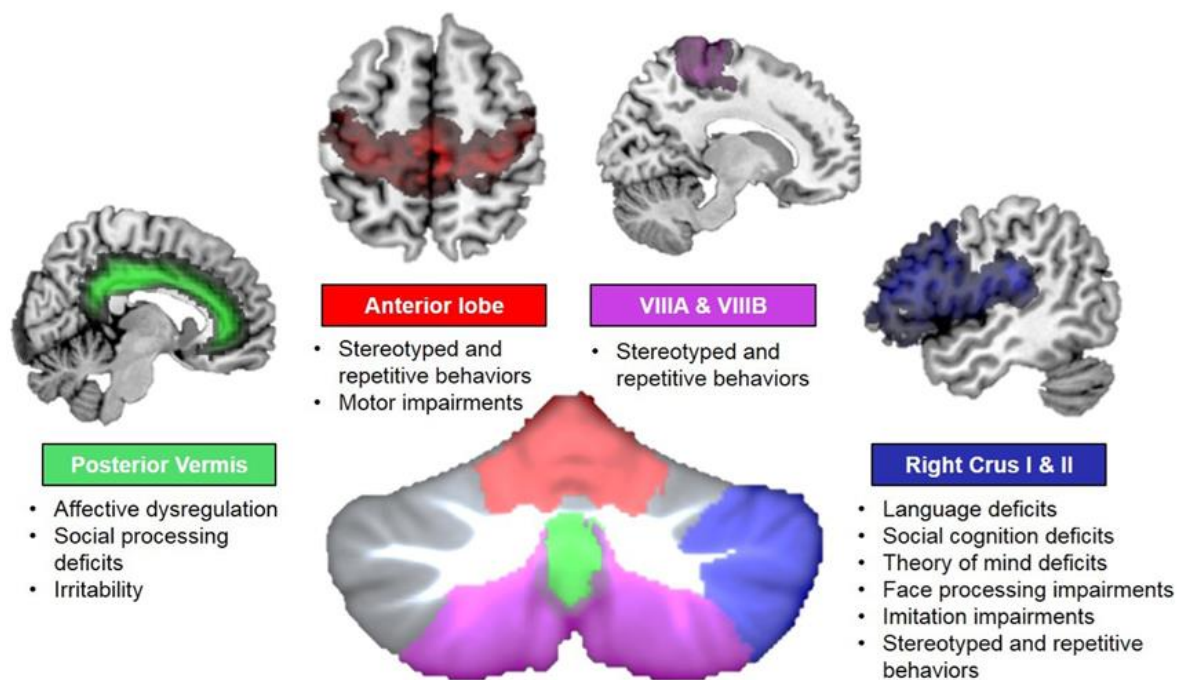 Anterior lobe
• Stereotyped and
repetitive behaviors
• Motor impairments
VIIIA & VIIIB
• Stereotyped and
repetitive behaviors
Posterior Vermis
• Affective dysregulation
• Social processing
deficits
• Irritability
Right Crus I & II
• Language deficits
• Social cognition deficits
• Theory of mind deficits
• Face processing impairments
• Imitation impairments
• Stereotyped and repetitive
behaviors